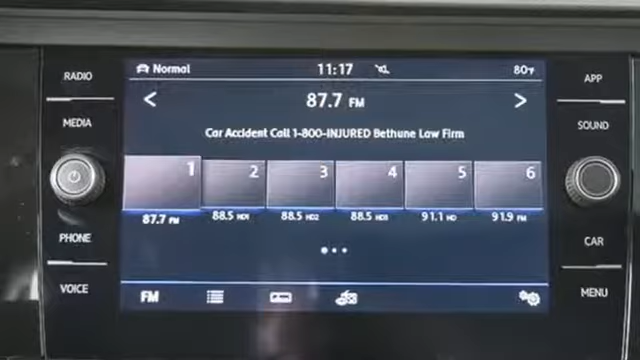 RADIO
MEDIA
PHONE
VOICE
Normal 11:17 80°F
87.7 FM
Car Accident Call 1-800-INJURED Bethune Law Firm
1 2 3 4 5 6
87.7 FM 88.5 HD1 88.5 HD2 88.5 HD3 91.1 HD 91.9 FM
FM
APP
SOUND
CAR
MENU